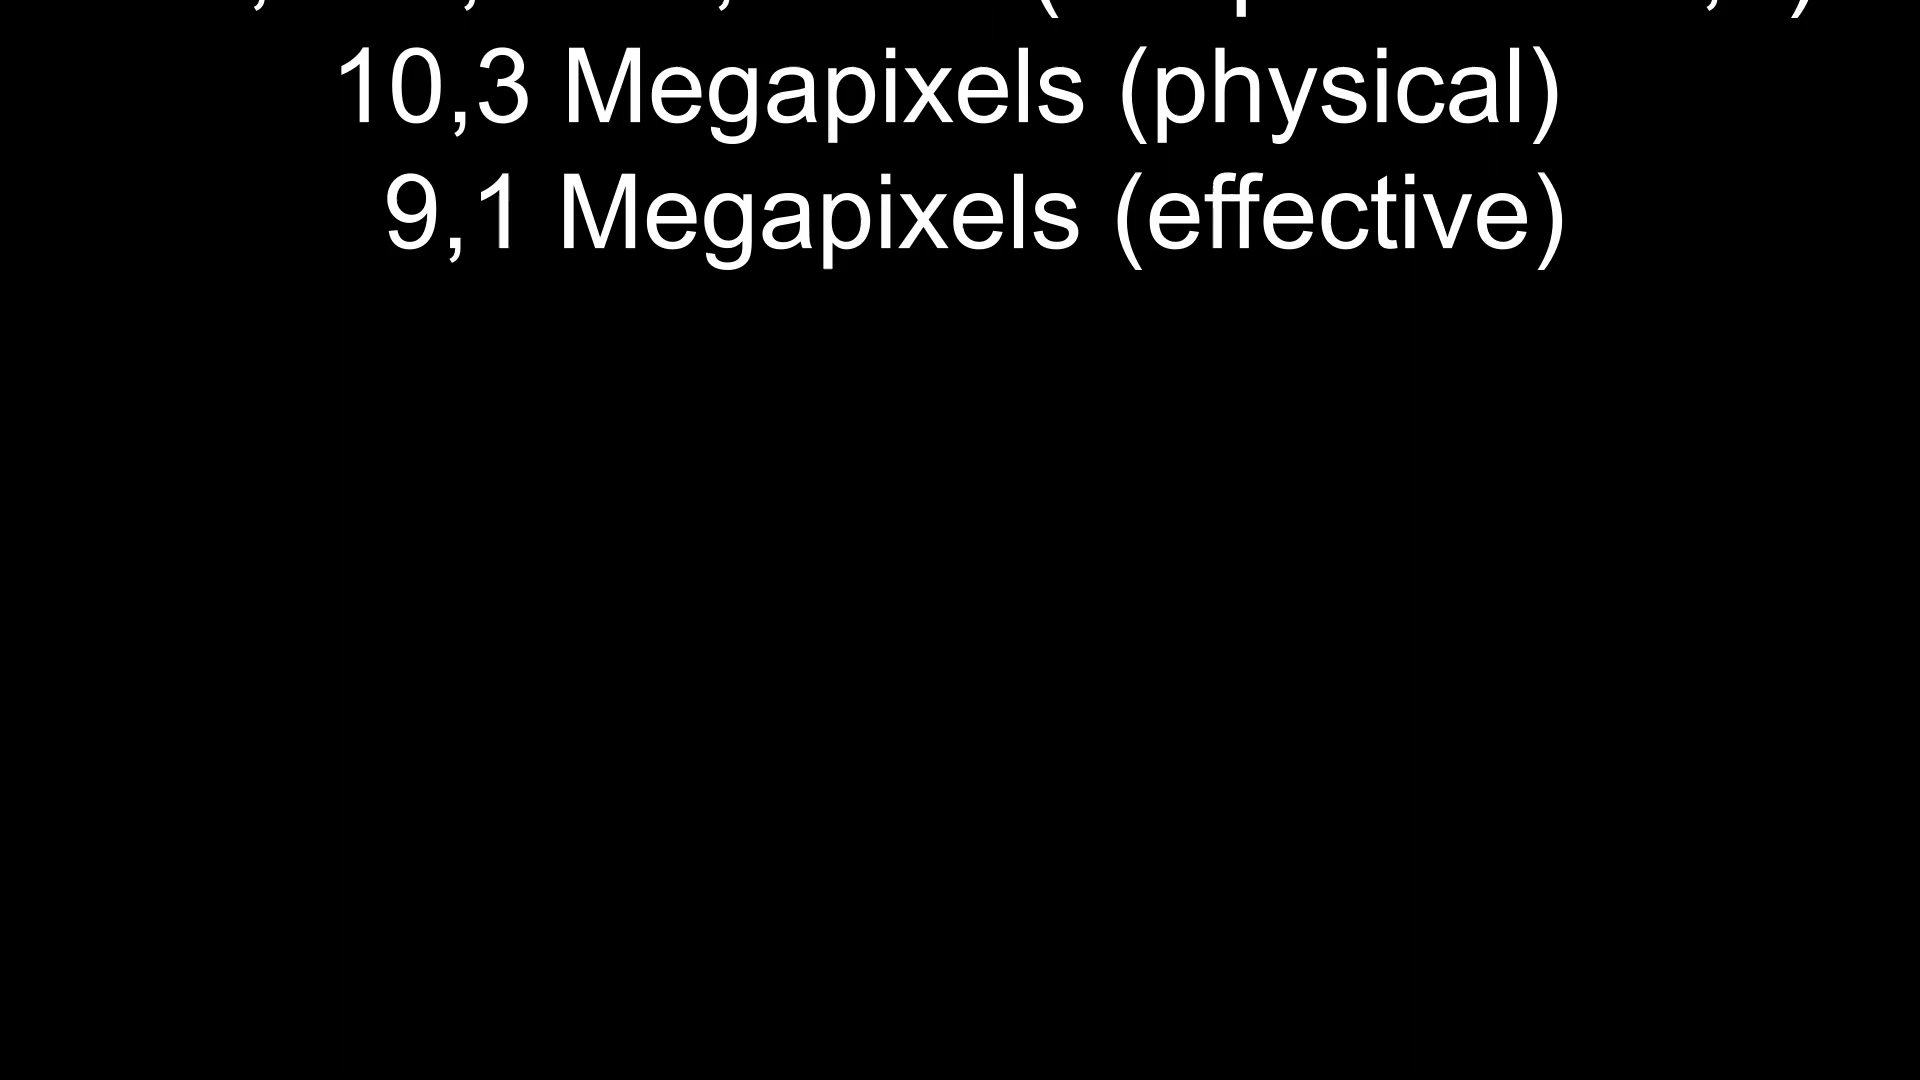 10,3 Megapixels (physical)
9,1 Megapixels (effective)